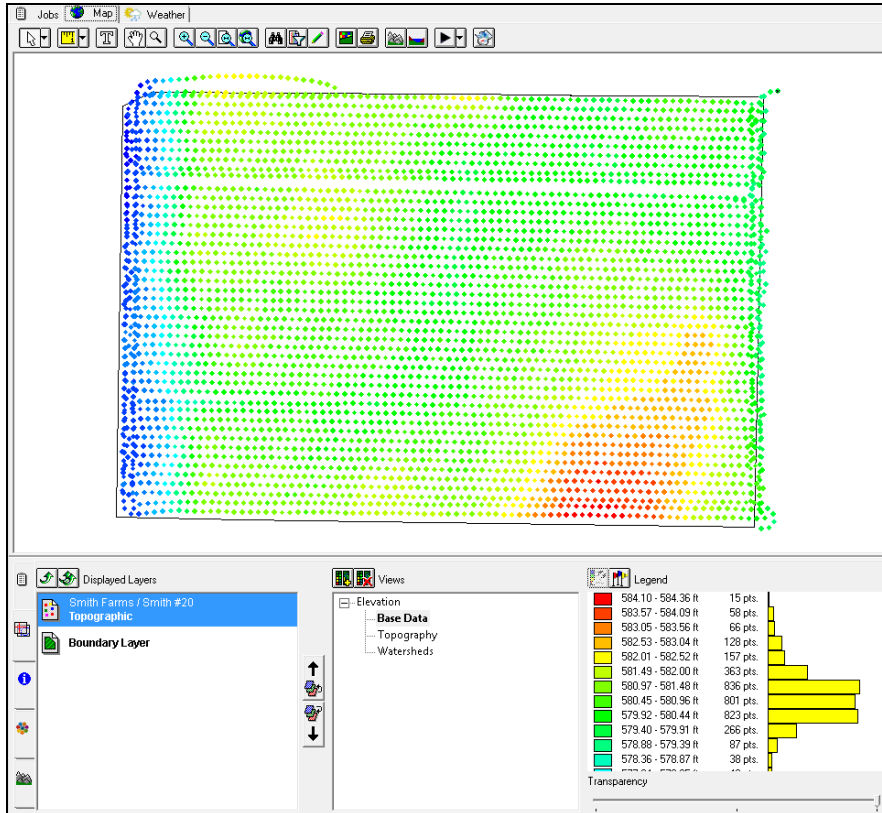 Jobs Map Weather
T
Displayed Layers
Smith Farms / Smith #20
Topographic
Boundary Layer
Views
Elevation
Base Data
Topography
Watersheds
Legend
584.10 - 584.36 ft 15 pts.
583.57 - 584.09 ft 58 pts.
583.05 - 583.56 ft 66 pts.
582.53 - 583.04 ft 128 pts.
582.01 - 582.52 ft 157 pts.
581.49 - 582.00 ft 363 pts.
580.97 - 581.48 ft 836 pts.
580.45 - 580.96 ft 801 pts.
579.92 - 580.44 ft 823 pts.
579.40 - 579.91 ft 266 pts.
578.88 - 579.39 ft 87 pts.
578.36 - 578.87 ft 38 pts.
Transparency